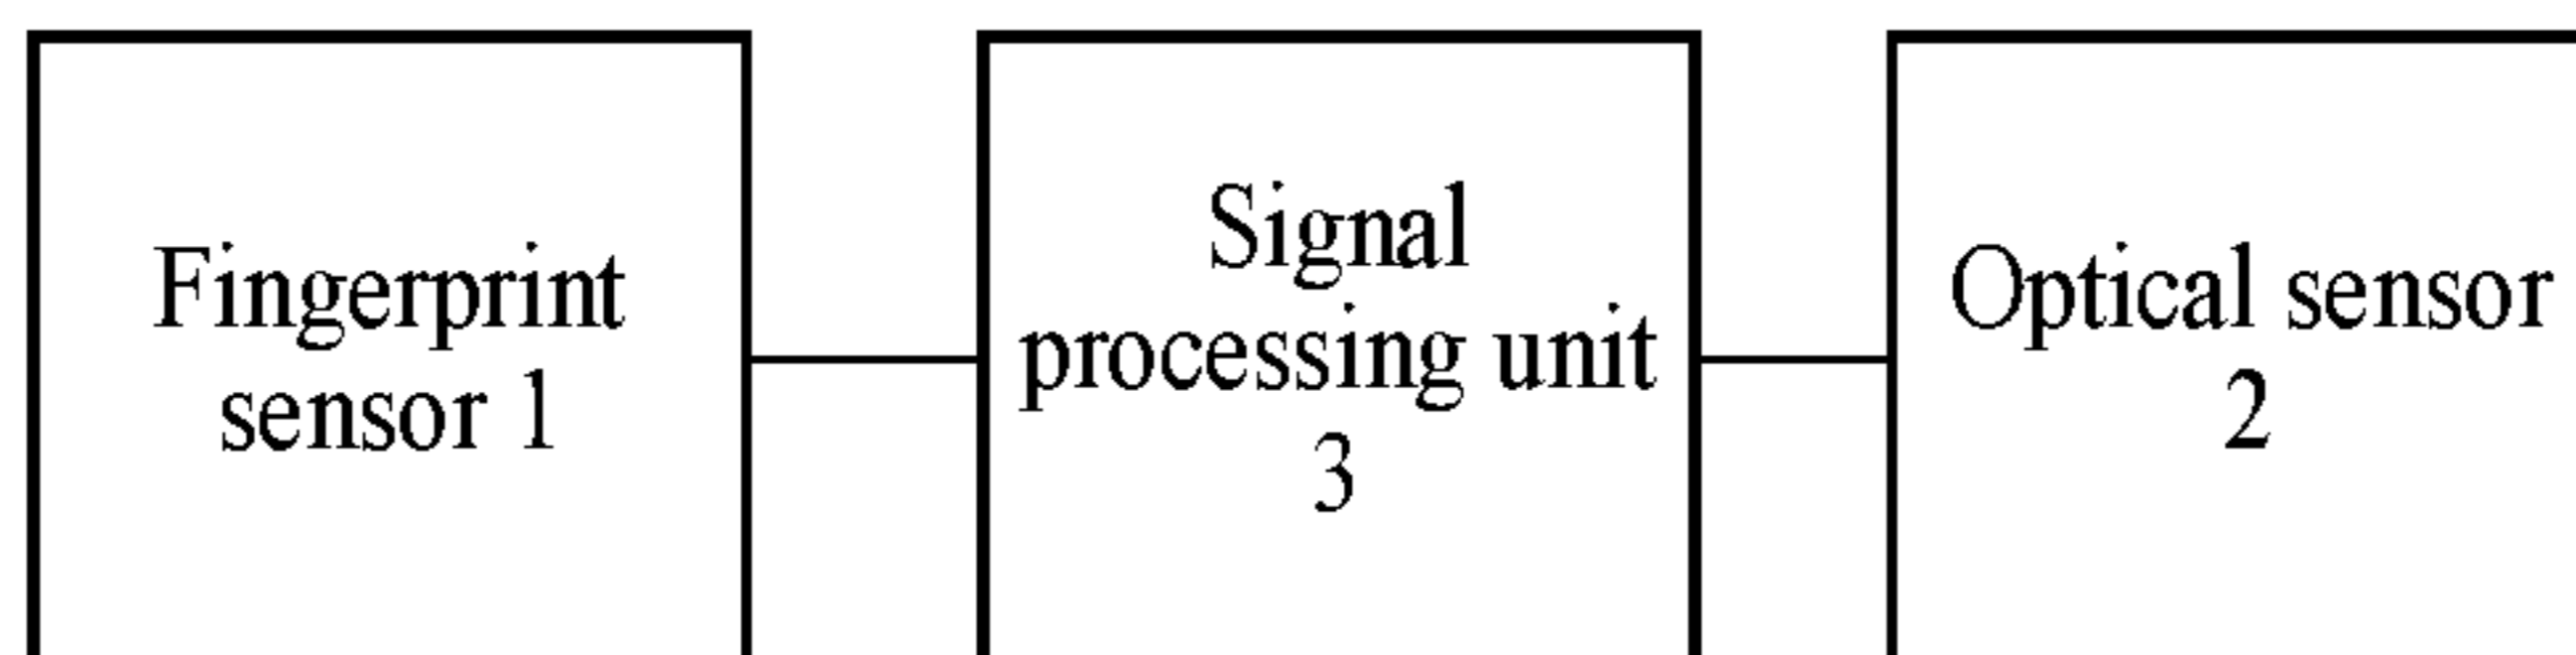 Fingerprint
sensor 1
Signal
processing unit
3
Optical sensor
2